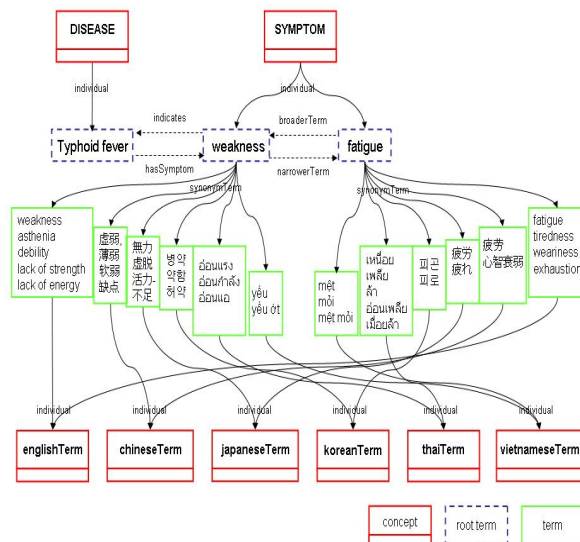 DISEASE
SYMPTOM
individual
individual
indicates
broaderTerm
Typhoid fever
weakness
fatigue
hasSymptom
narrowerTerm
synonymTerm
synonymTerm
weakness
asthenia
debility
lack of strength
lack of energy
虚弱,
薄弱
软弱
缺点
無力
虚脱
活力-
不足
병약
약함
허약
อ่อนแรง
อ่อนกำลัง
อ่อนแอ
yếu
yếu ớt
mệt
mỏi
mệt mỏi
เหนื่อย
เพลีย
ล้า
อ่อนเพลีย
เมื่อยล้า
피곤
피로
疲労
疲れ
疲劳
心智衰弱
fatigue
tiredness
weariness
exhaustion
individual
individual
individual
individual
individual
individual
englishTerm
chineseTerm
japaneseTerm
koreanTerm
thaiTerm
vietnameseTerm
concept
root term
term